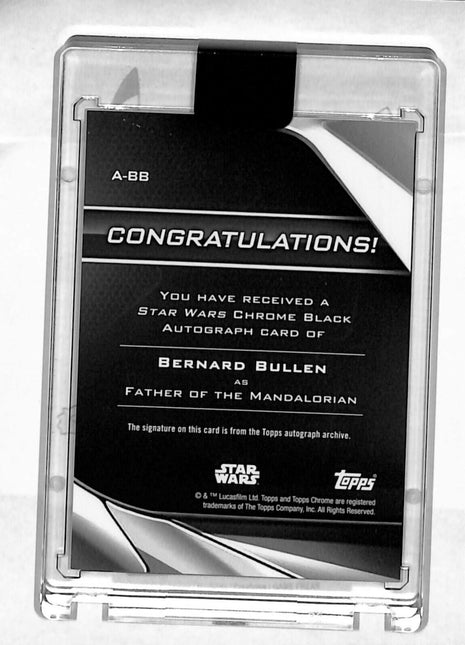 A-BB
CONGRATULATIONS!
YOU HAVE RECEIVED A
STAR WARS CHROME BLACK
AUTOGRAPH CARD OF
BERNARD BULLEN
AS
FATHER OF THE MANDALORIAN
The signature on this card is from the Topps autograph archive.
STAR
WARS
topps
© & ™ Lucasfilm Ltd. Topps and Topps Chrome are registered
trademarks of The Topps Company, Inc. All Rights Reserved.